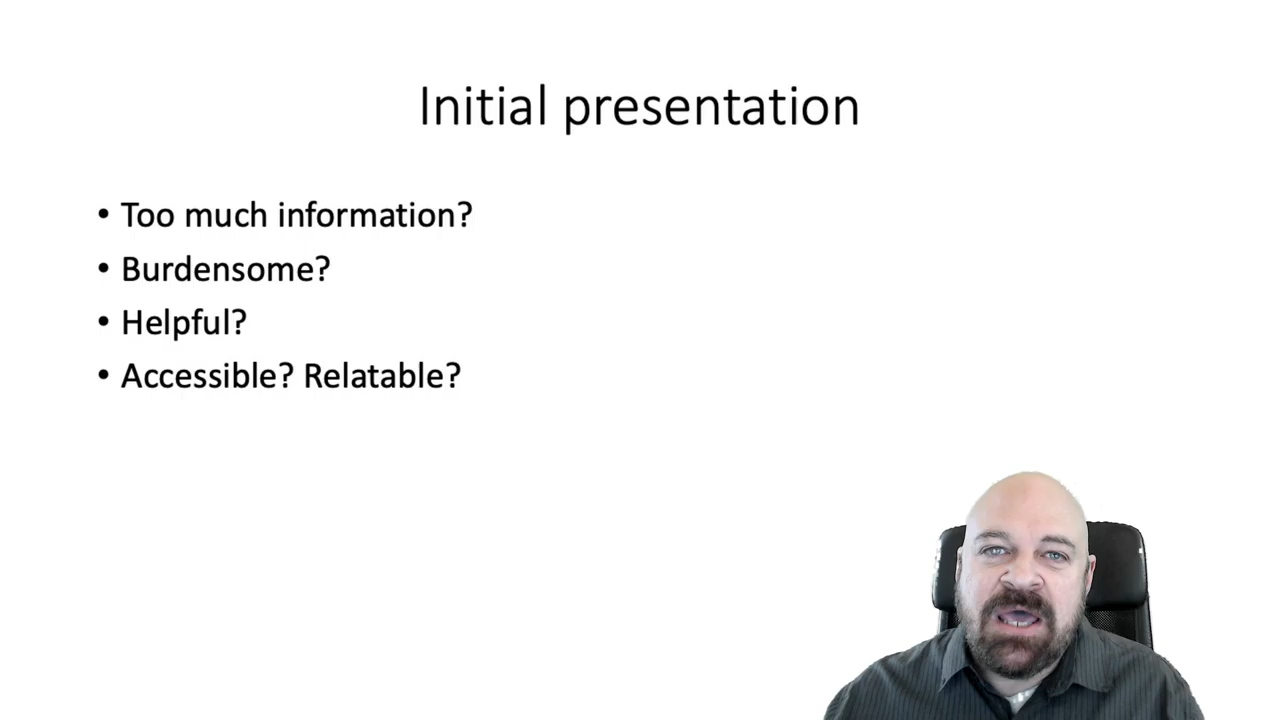 Initial presentation
• Too much information?
• Burdensome?
• Helpful?
• Accessible? Relatable?